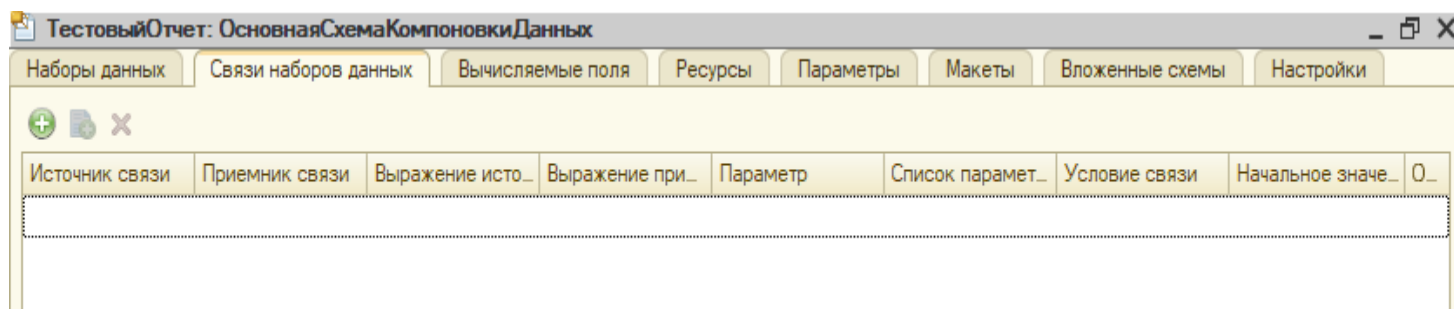 ТестовыйОтчет: ОсновнаяСхемаКомпоновкиДанных
Наборы данных Связи наборов данных Вычисляемые поля Ресурсы Параметры Макеты Вложенные схемы Настройки
Источник связи Приемник связи Выражение исто... Выражение при... Параметр Список парамет... Условие связи Начальное значе... О...